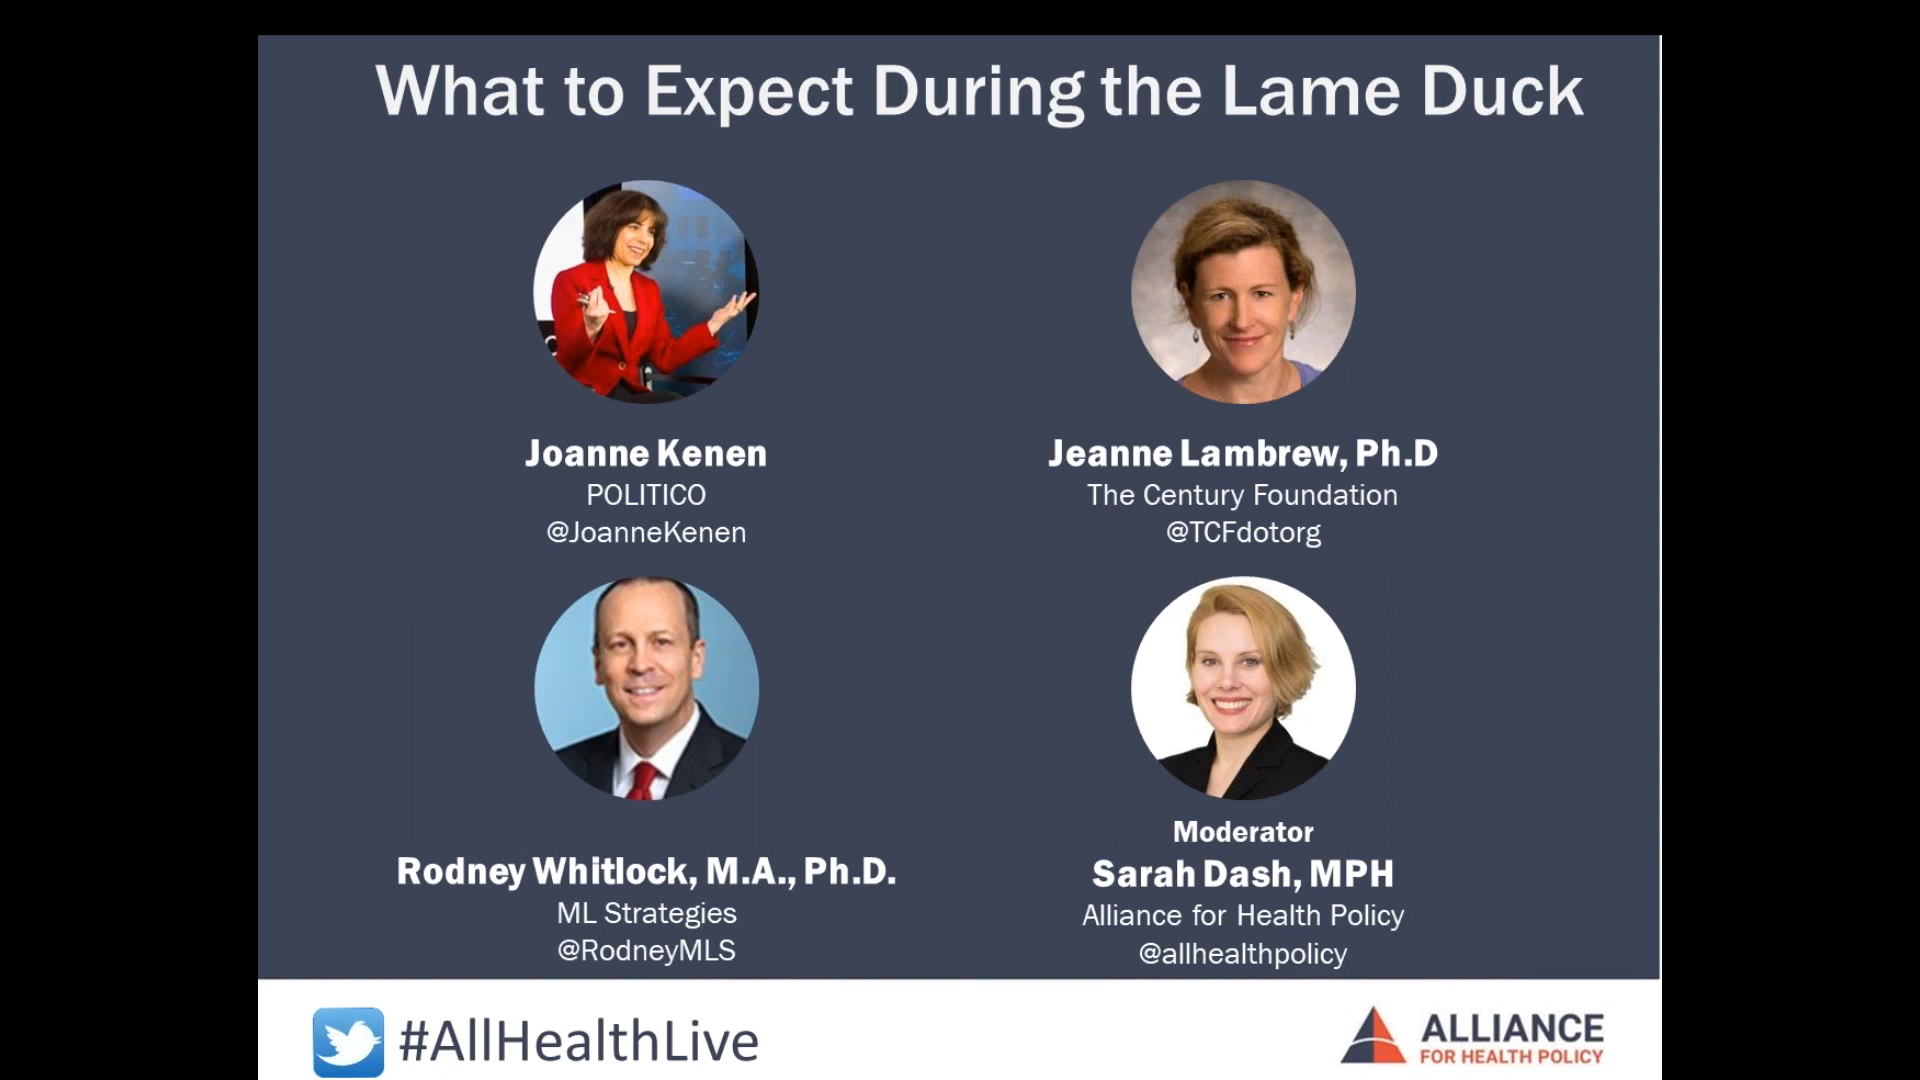 What to Expect During the Lame Duck
Joanne Kenen
POLITICO
@JoanneKenen
Jeanne Lambrew, Ph.D
The Century Foundation
@TCFdotorg
Rodney Whitlock, M.A., Ph.D.
ML Strategies
@RodneyMLS
Moderator
Sarah Dash, MPH
Alliance for Health Policy
@allhealthpolicy
#AllHealthLive
ALLIANCE
FOR HEALTH POLICY